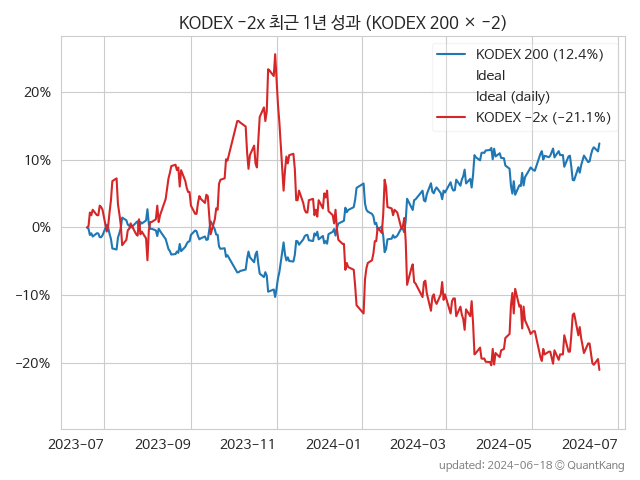 KODEX -2x 최근 1년 성과 (KODEX 200 × -2)
KODEX 200 (12.4%)
Ideal
Ideal (daily)
KODEX -2x (-21.1%)
20%
10%
0%
-10%
-20%
2023-07 2023-09 2023-11 2024-01 2024-03 2024-05 2024-07
updated: 2024-06-18 © QuantKang